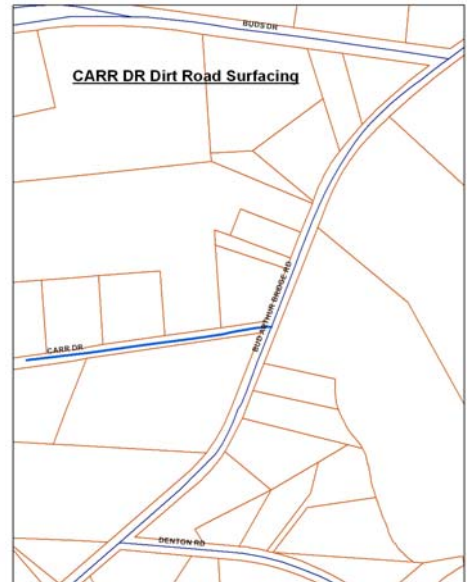 BUDS DR
CARR DR Dirt Road Surfacing
BUD ARTHUR BRIDGE RD
CARR DR
DENTON RD